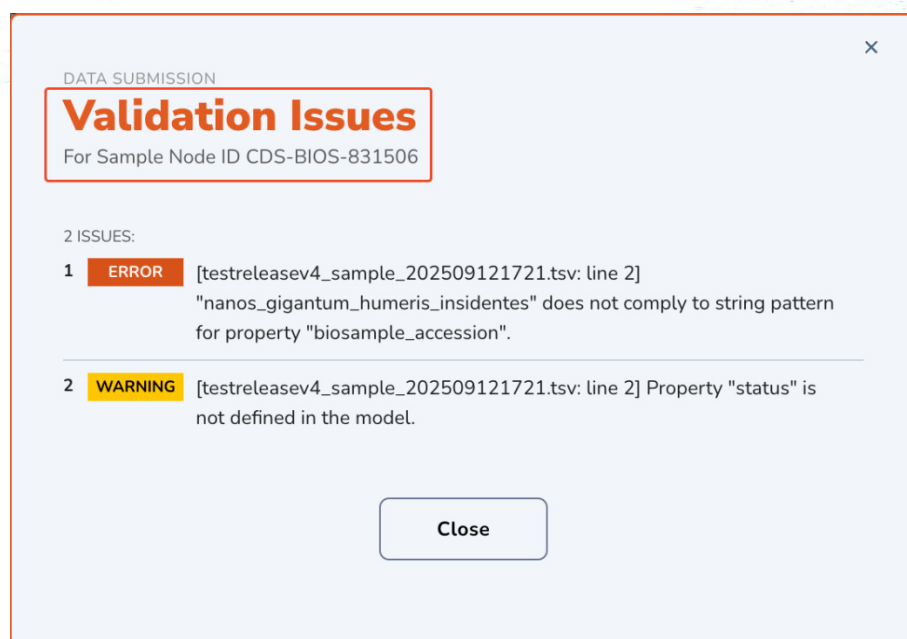 DATA SUBMISSION
Validation Issues
For Sample Node ID CDS-BIOS-831506
2 ISSUES:
1 ERROR [testreleasev4_sample_202509121721.tsv: line 2]
"nanos_gigantum_humeris_insidentes" does not comply to string pattern
for property "biosample_accession".
2 WARNING [testreleasev4_sample_202509121721.tsv: line 2] Property "status" is
not defined in the model.
Close